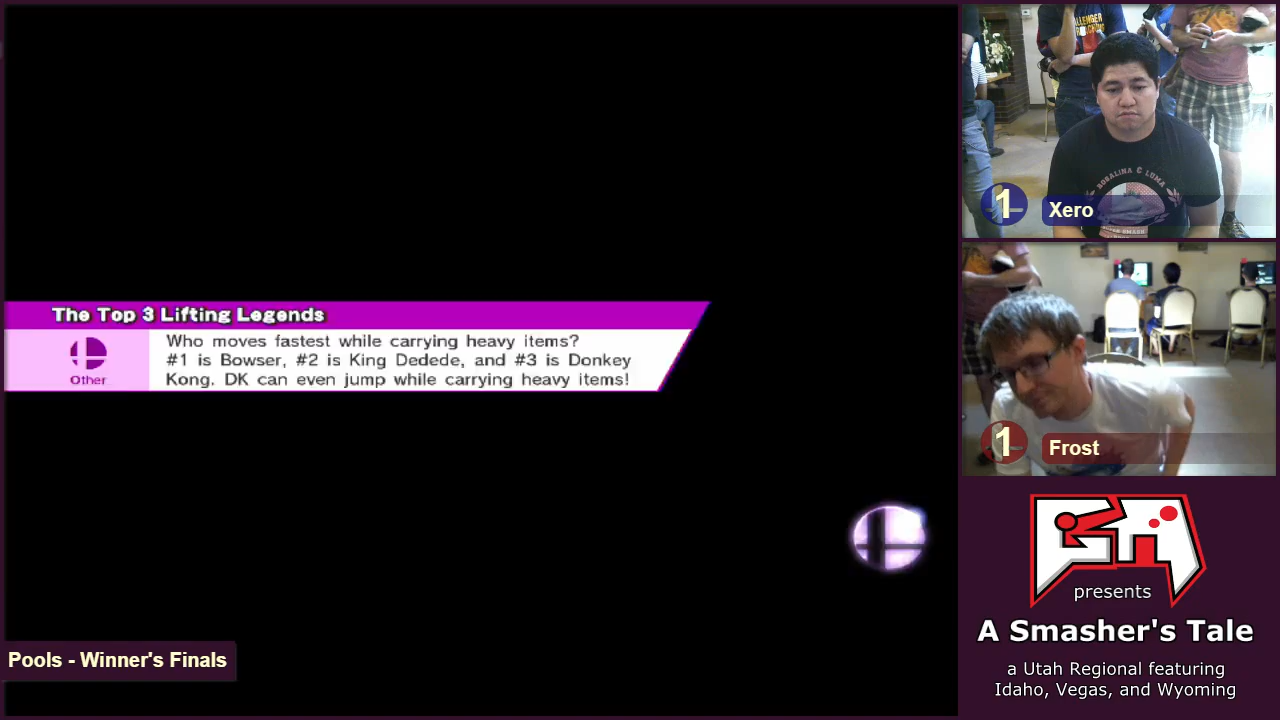 The Top 3 Lifting Legends
Other
Who moves fastest while carrying heavy items?
#1 is Bowser, #2 is King Dedede, and #3 is Donkey
Kong. DK can even jump while carrying heavy items!
Pools - Winner's Finals
ROSALINA & LUMA
1
Xero
1
Frost
presents
A Smasher's Tale
a Utah Regional featuring
Idaho, Vegas, and Wyoming